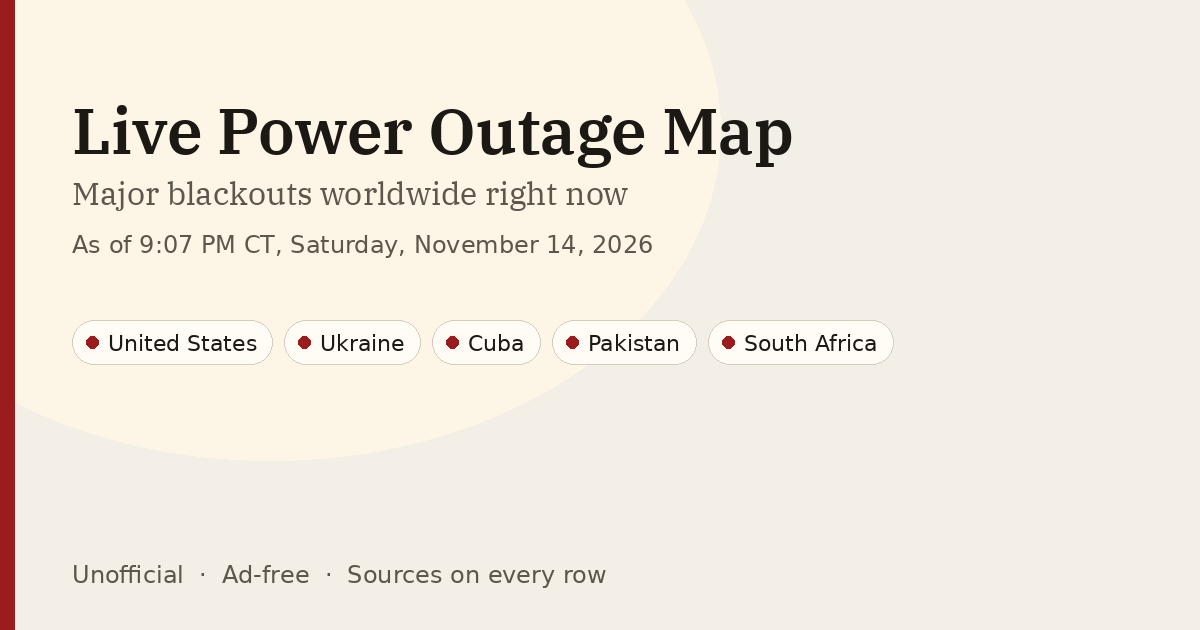 Live Power Outage Map
Major blackouts worldwide right now
As of 9:07 PM CT, Saturday, November 14, 2026
United States Ukraine Cuba Pakistan South Africa
Unofficial · Ad-free · Sources on every row